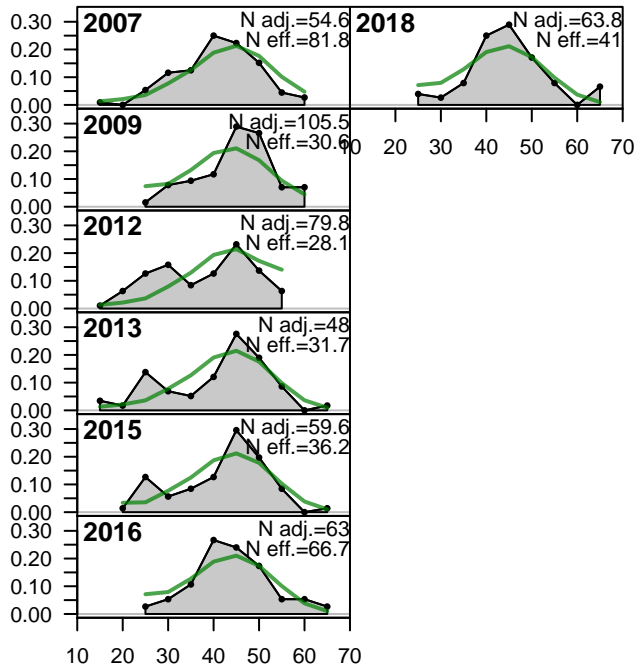 2007
N adj.=54.6
N eff.=81.8
0.30
0.20
0.10
0.00
2018
N adj.=63.8
N eff.=41
2009
N adj.=105.5
N eff.=30.6
0.30
0.20
0.10
0.00
10 20 30 40 50 60 70
2012
N adj.=79.8
N eff.=28.1
0.30
0.20
0.10
0.00
2013
N adj.=48
N eff.=31.7
0.30
0.20
0.10
0.00
2015
N adj.=59.6
N eff.=36.2
0.30
0.20
0.10
0.00
2016
N adj.=63
N eff.=66.7
0.30
0.20
0.10
0.00
10 20 30 40 50 60 70